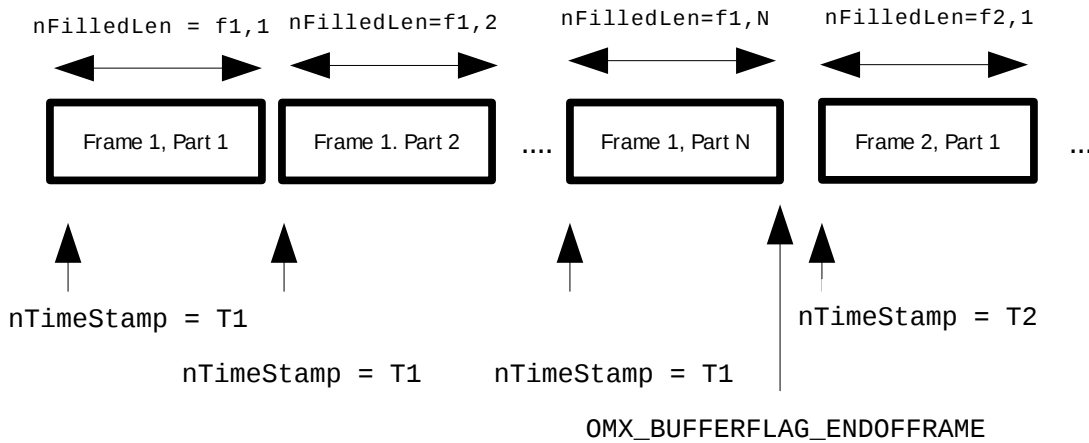 nFilledLen = f1,1
nFilledLen=f1,2
nFilledLen=f1,N
nFilledLen=f2,1
Frame 1, Part 1
Frame 1. Part 2
....
Frame 1, Part N
Frame 2, Part 1
...
nTimeStamp = T1
nTimeStamp = T1
nTimeStamp = T1
nTimeStamp = T2
OMX_BUFFERFLAG_ENDOFFRAME